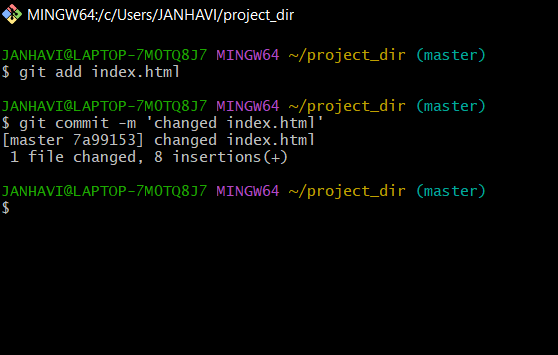 MINGW64:/c/Users/JANHAVI/project_dir
JANHAVI@LAPTOP-7M0TQ8J7 MINGW64 ~/project_dir (master)
$ git add index.html
JANHAVI@LAPTOP-7M0TQ8J7 MINGW64 ~/project_dir (master)
$ git commit -m 'changed index.html'
[master 7a99153] changed index.html
 1 file changed, 8 insertions(+)
JANHAVI@LAPTOP-7M0TQ8J7 MINGW64 ~/project_dir (master)
$